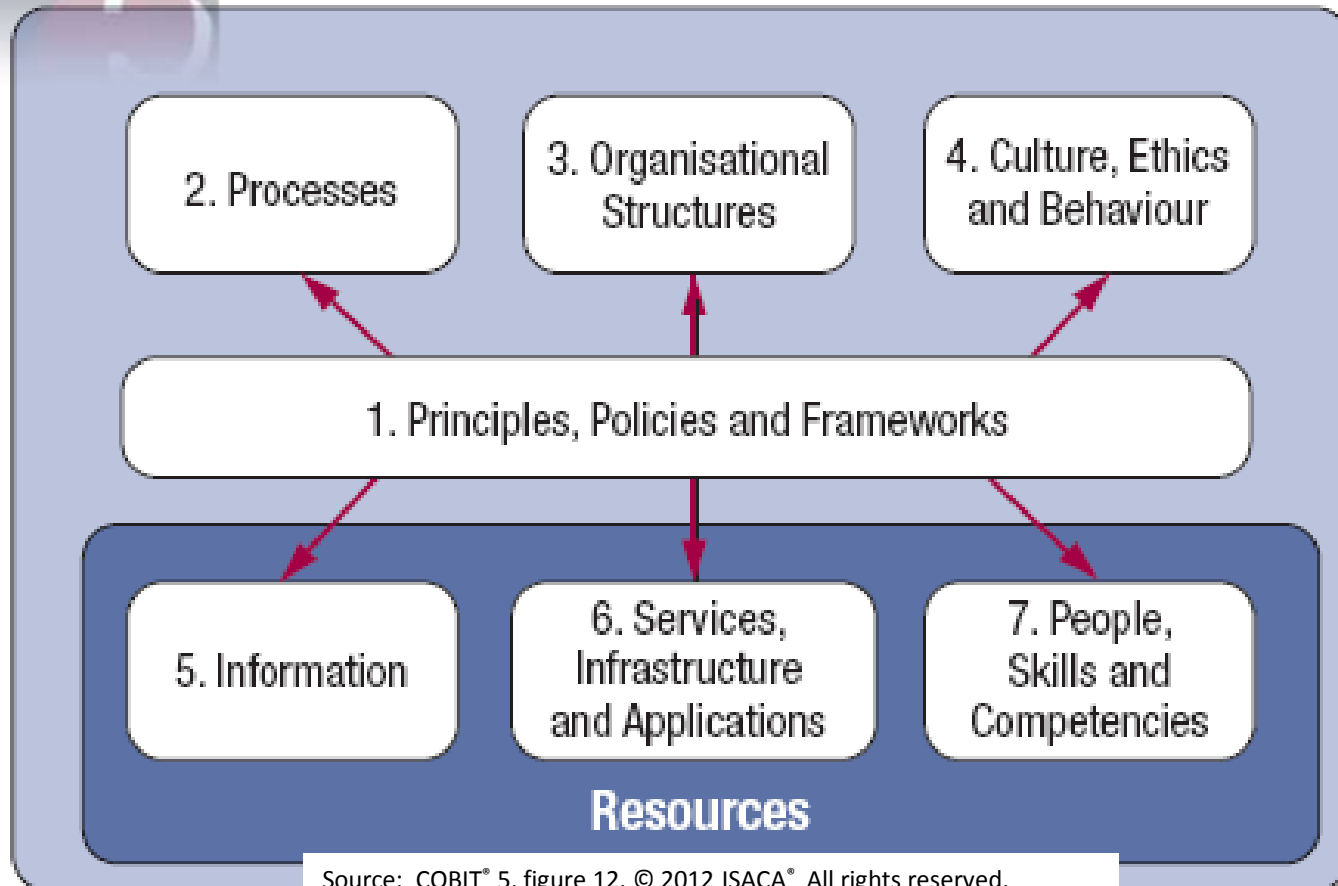 2. Processes
3. Organisational
Structures
4. Culture, Ethics
and Behaviour
1. Principles, Policies and Frameworks
5. Information
6. Services,
Infrastructure
and Applications
7. People,
Skills and
Competencies
Resources
Source: COBIT® 5, figure 12. © 2012 ISACA® All rights reserved.